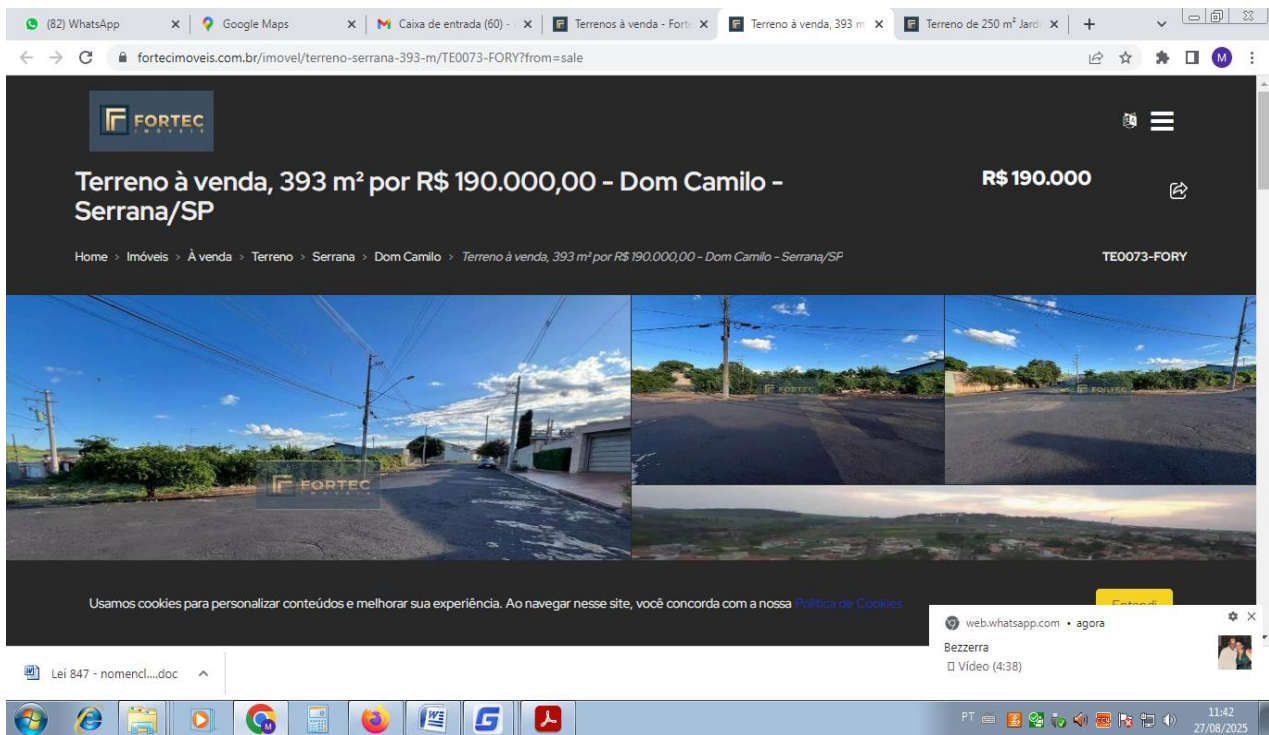 (82) WhatsApp
Google Maps
Caixa de entrada (60) -
Terrenos à venda - Forte
Terreno à venda, 393 m
Terreno de 250 m² Jard
fortecimoveis.com.br/imovel/terreno-serrana-393-m/TE0073-FORY?from=sale
M
FORTEC
IMÓVEIS
Terreno à venda, 393 m² por R$ 190.000,00 - Dom Camilo -
Serrana/SP
R$ 190.000
Home > Imóveis > À venda > Terreno > Serrana > Dom Camilo > Terreno à venda, 393 m² por R$ 190.000,00 - Dom Camilo - Serrana/SP
TE0073-FORY
FORTEC
IMÓVEIS
FORTEC
FORTEC
Usamos cookies para personalizar conteúdos e melhorar sua experiência. Ao navegar nesse site, você concorda com a nossa Política de Cookies
Entendi
web.whatsapp.com • agora
Bezzerra
Vídeo (4:38)
Lei 847 - nomencl....doc
PT
11:42
27/08/2025